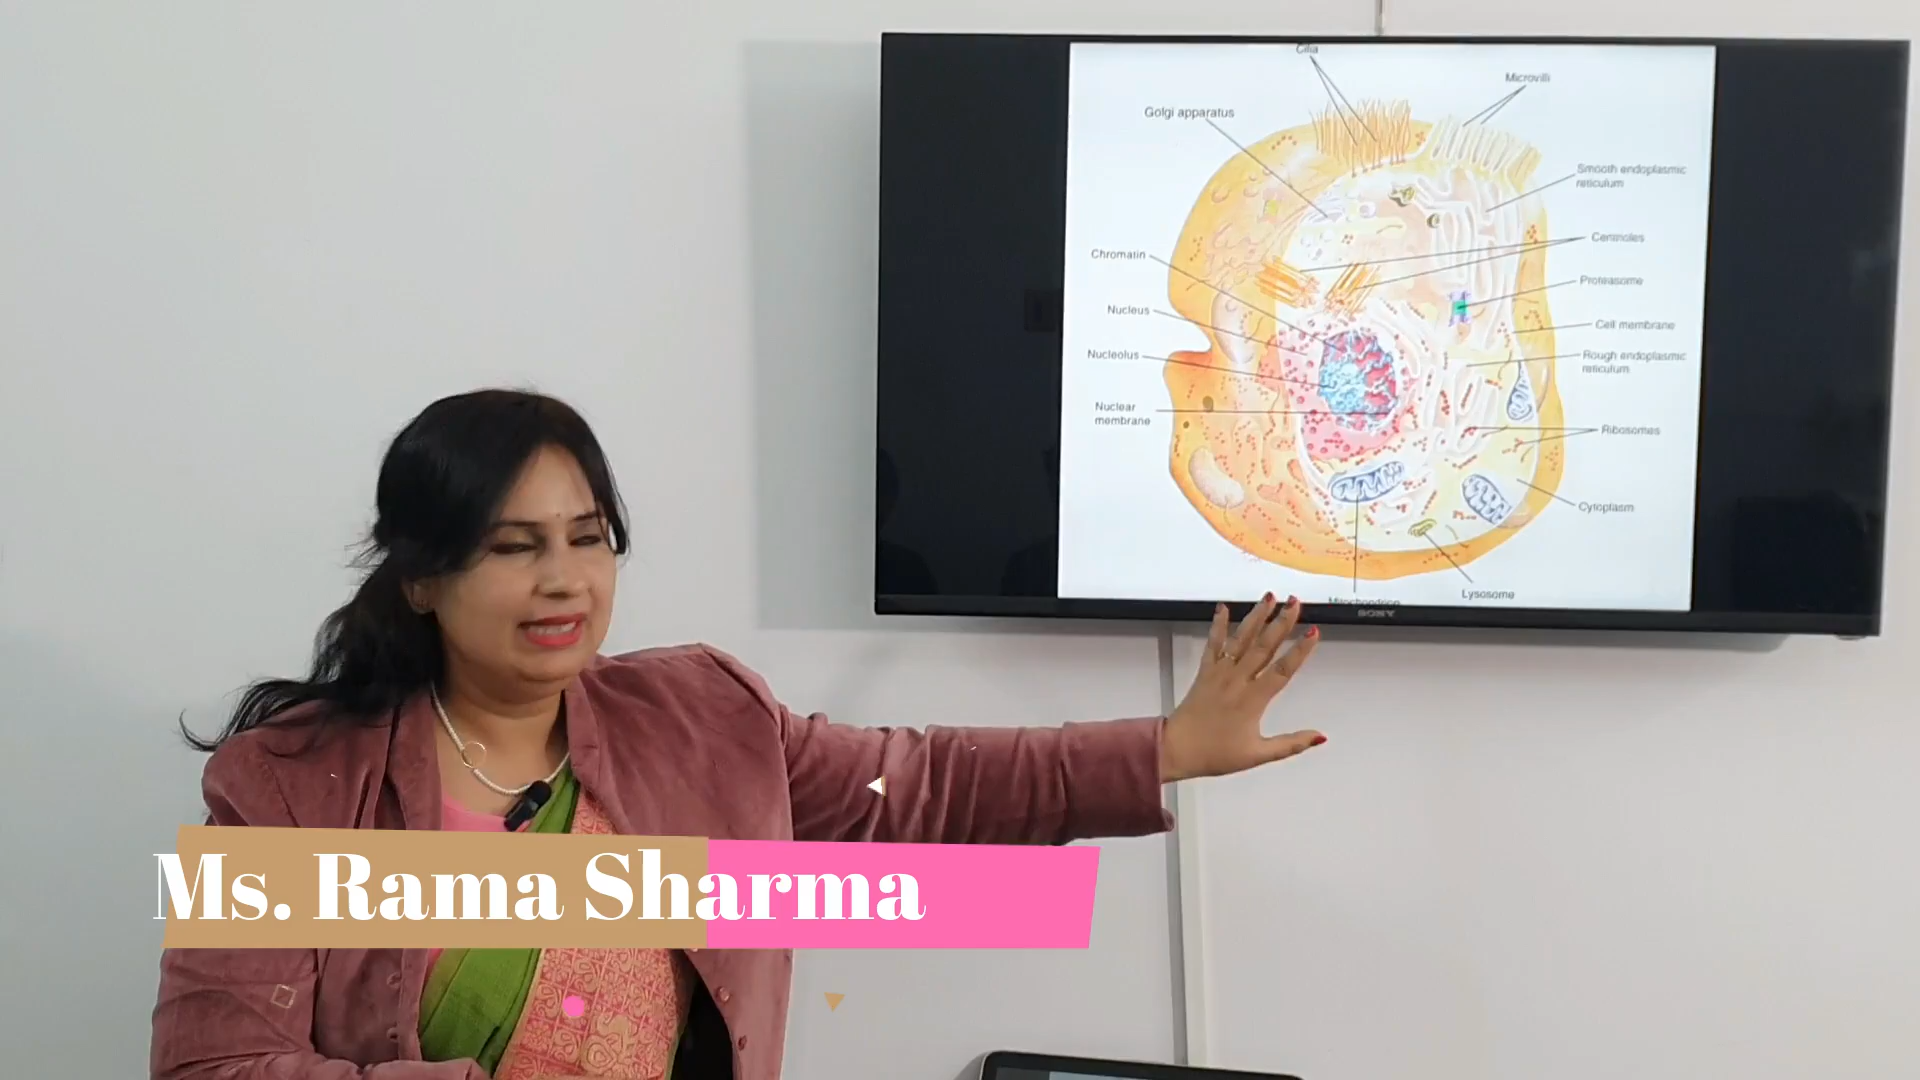 Cilia
Microvilli
Golgi apparatus
Smooth endoplasmic
reticulum
Centrioles
Chromatin
Proteasome
Nucleus
Cell membrane
Nucleolus
Rough endoplasmic
reticulum
Nuclear
membrane
Ribosomes
Cytoplasm
Lysosome
Mitochondrion
SONY
Ms. Rama Sharma